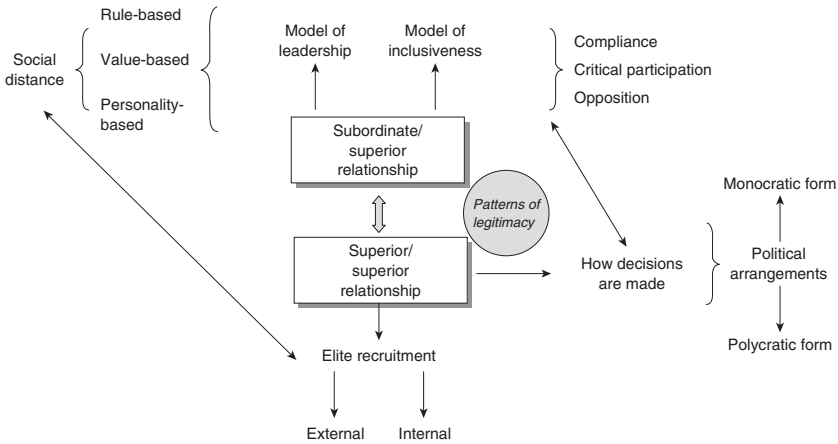 Rule-based
Social
distance
Value-based
Personality-
based
Model of
leadership
Model of
inclusiveness
Compliance
Critical participation
Opposition
Subordinate/
superior
relationship
Patterns of
legitimacy
Superior/
superior
relationship
How decisions
are made
Monocratic form
Political
arrangements
Polycratic form
Elite recruitment
External
Internal